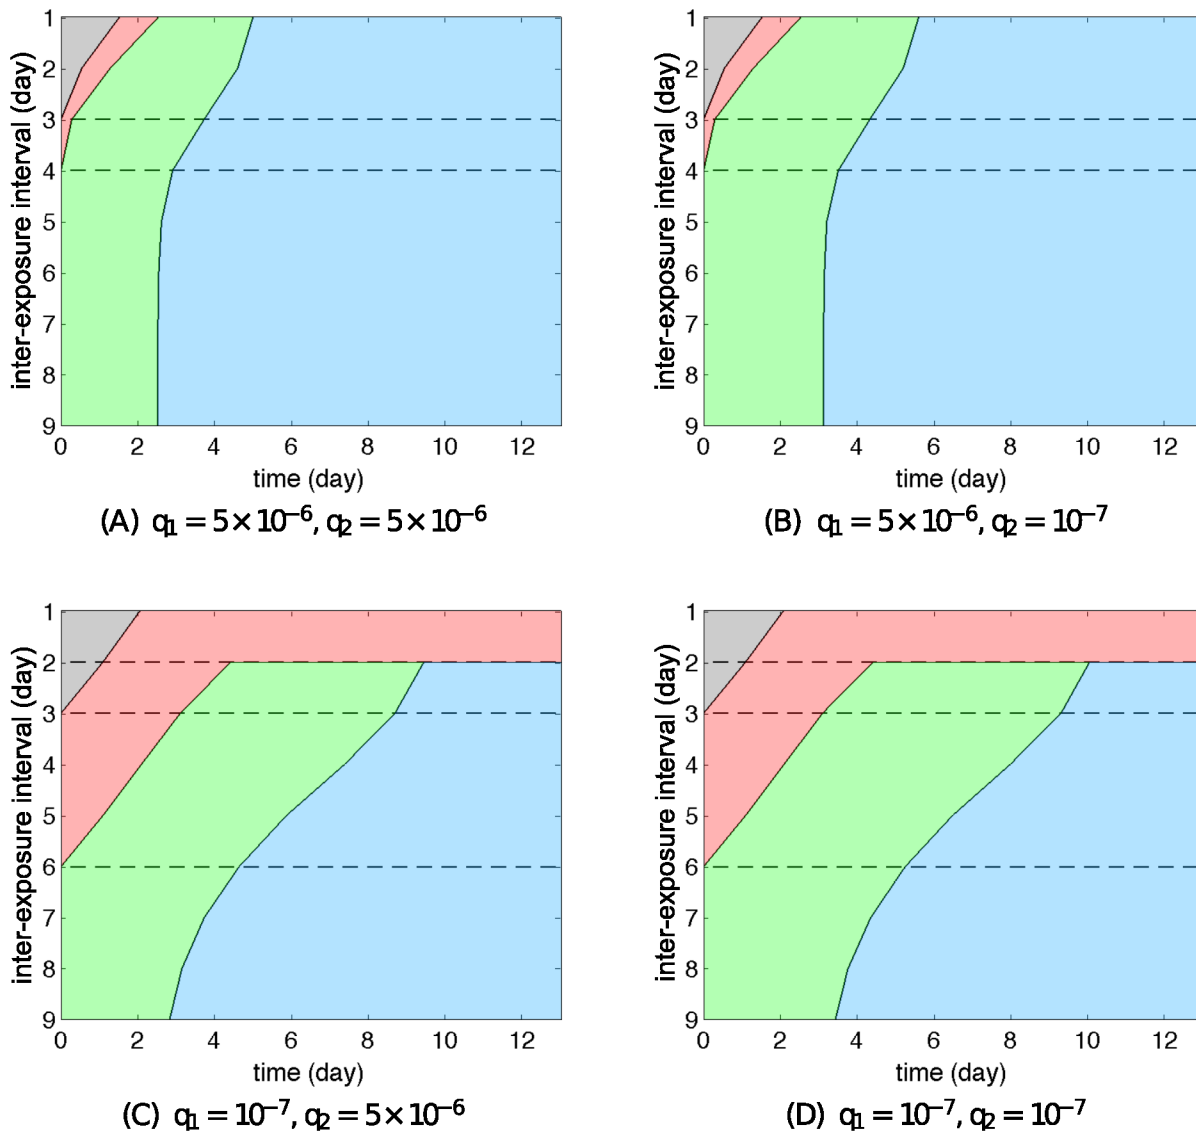 1
2
3
4
5
6
7
8
9
inter-exposure interval (day)
0 2 4 6 8 10 12
time (day)
(A) q₁ = 5×10⁻⁶, q₂ = 5×10⁻⁶
1
2
3
4
5
6
7
8
9
inter-exposure interval (day)
0 2 4 6 8 10 12
time (day)
(B) q₁ = 5×10⁻⁶, q₂ = 10⁻⁷
1
2
3
4
5
6
7
8
9
inter-exposure interval (day)
0 2 4 6 8 10 12
time (day)
(C) q₁ = 10⁻⁷, q₂ = 5×10⁻⁶
1
2
3
4
5
6
7
8
9
inter-exposure interval (day)
0 2 4 6 8 10 12
time (day)
(D) q₁ = 10⁻⁷, q₂ = 10⁻⁷